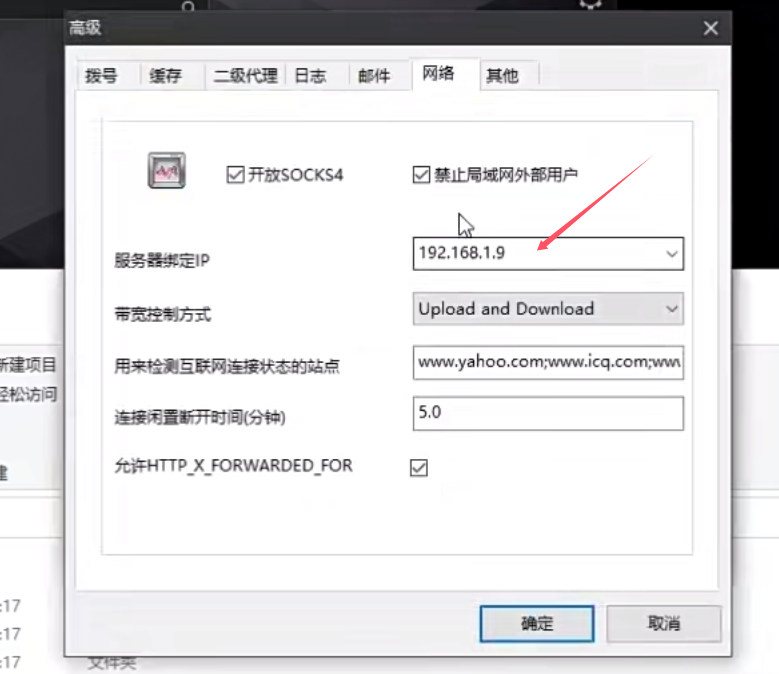 高级
拨号 缓存 二级代理 日志 邮件 网络 其他
开放SOCKS4 禁止局域网外部用户
服务器绑定IP 192.168.1.9
带宽控制方式 Upload and Download
用来检测互联网连接状态的站点 www.yahoo.com;www.icq.com;www
连接闲置断开时间(分钟) 5.0
允许HTTP_X_FORWARDED_FOR
新建项目
轻松访问
建
确定 取消
:17
:17
:17 文件夹